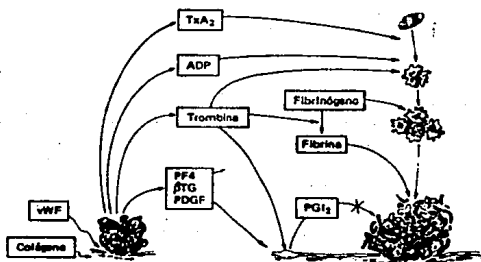 TxA₂
ADP
Trombina
Fibrinógeno
Fibrina
PF4
βTG
PDGF
PGI₂
vWF
Colágeno